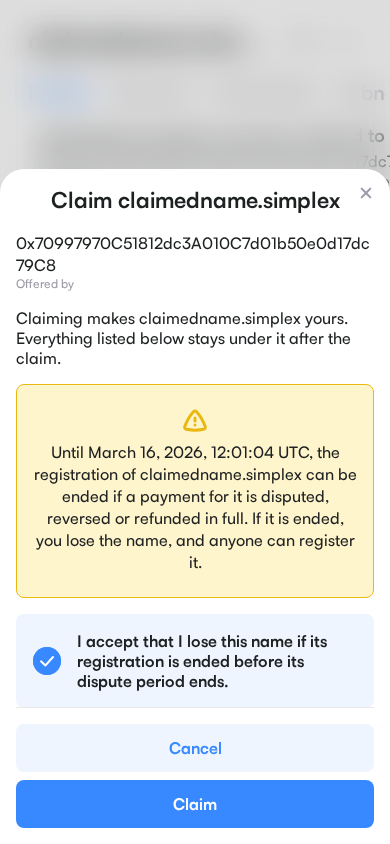 Claim claimedname.simplex
0x70997970C51812dc3A010C7d01b50e0d17dc
79C8
Offered by
Claiming makes claimedname.simplex yours.
Everything listed below stays under it after the
claim.
Until March 16, 2026, 12:01:04 UTC, the
registration of claimedname.simplex can be
ended if a payment for it is disputed,
reversed or refunded in full. If it is ended,
you lose the name, and anyone can register
it.
I accept that I lose this name if its
registration is ended before its
dispute period ends.
Cancel
Claim